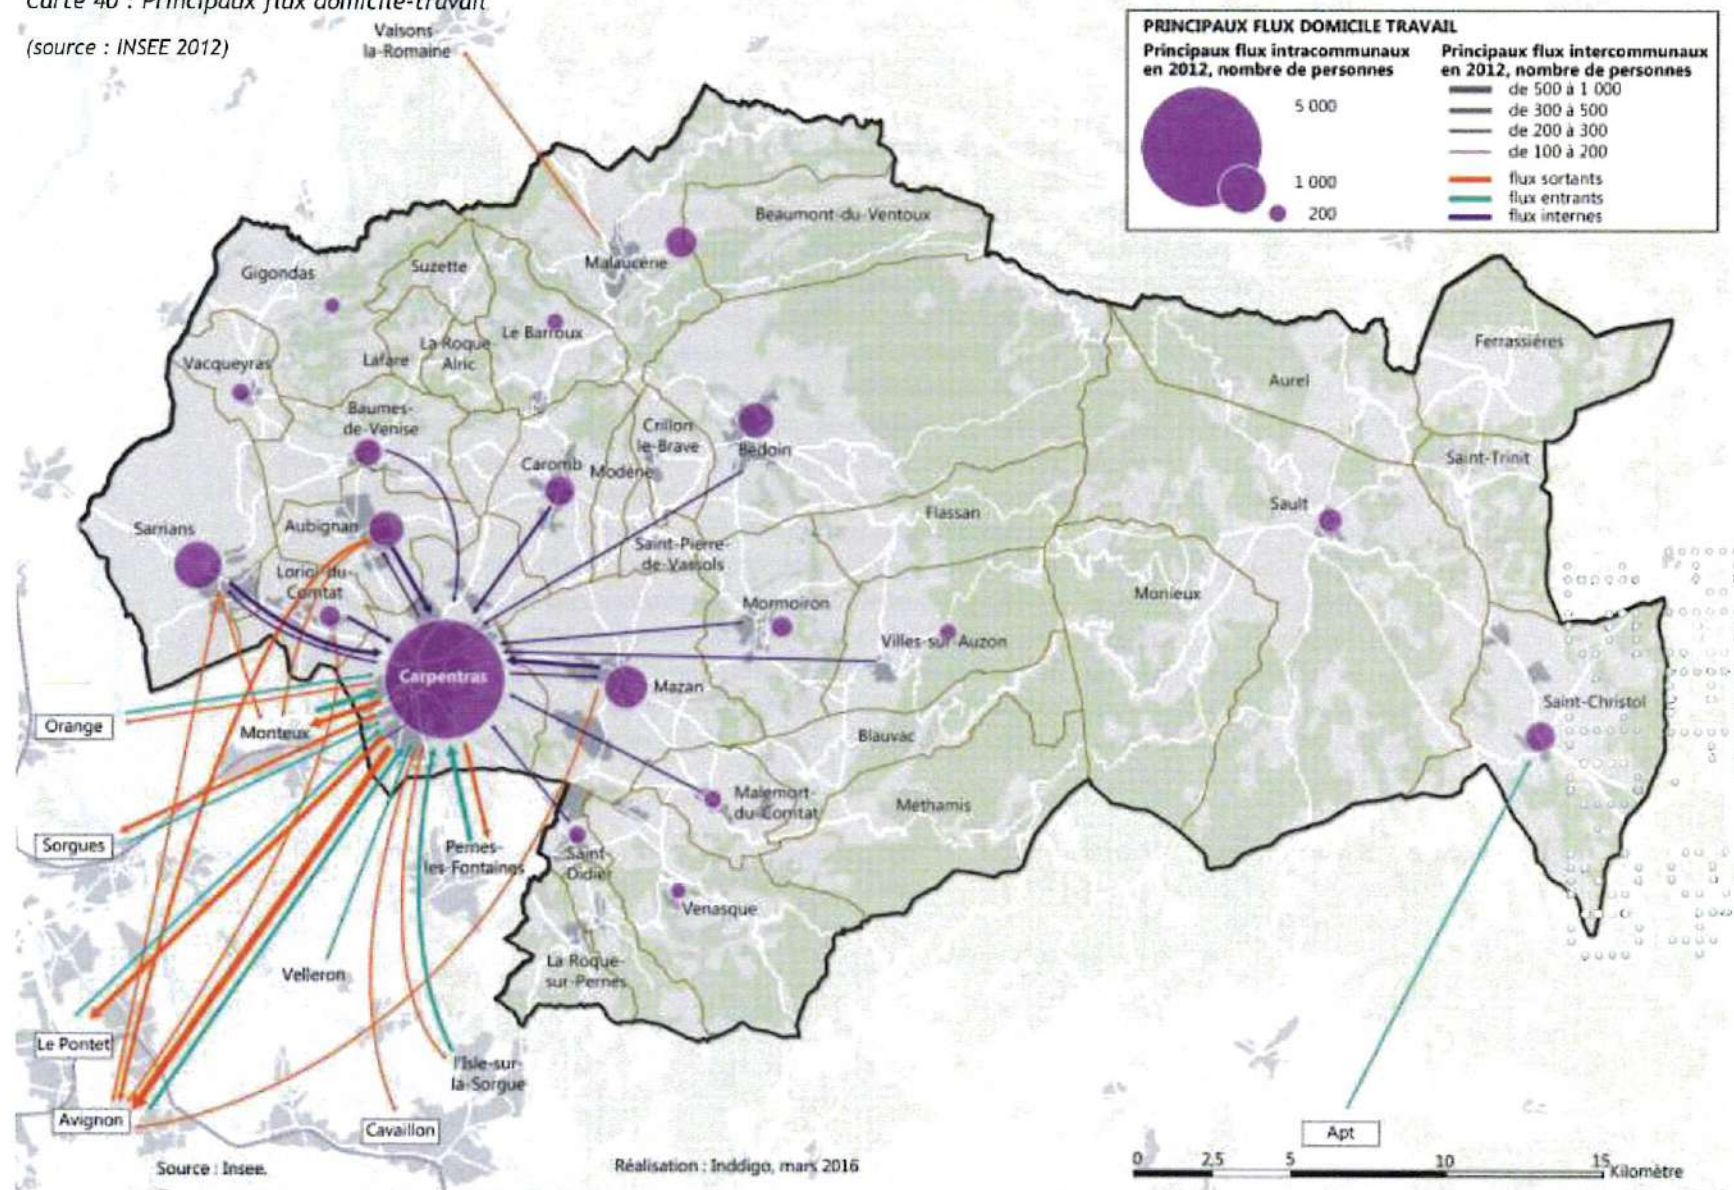 Carte 40 : Principaux flux domicile-travail
(source : INSEE 2012)
PRINCIPAUX FLUX DOMICILE TRAVAIL
Principaux flux intracommunaux
en 2012, nombre de personnes
5 000
1 000
200
Principaux flux intercommunaux
en 2012, nombre de personnes
de 500 à 1 000
de 300 à 500
de 200 à 300
de 100 à 200
flux sortants
flux entrants
flux internes
Vaisons-
la-Romaine
Beaumont-du-Ventoux
Malaucène
Gigondas
Suzette
Le Barroux
La Roque
Alric
Lafare
Vacqueyras
Ferrassières
Aurel
Baumes-
de-Venise
Crillon
le-Brave
Bédoin
Caromb
Modène
Saint-Trinit
Sault
Flassan
Sarrians
Aubignan
Saint-Pierre-
de-Vassols
Loriol-du-
Comtat
Mormoiron
Monieux
Villes-sur-Auzon
Carpentras
Mazan
Saint-Christol
Orange
Monteux
Blauvac
Malemort-
du-Comtat
Méthamis
Sorgues
Pernes-
les-Fontaines
Saint-
Didier
Venasque
Velleron
La Roque-
sur-Pernes
Le Pontet
l'Isle-sur-
la-Sorgue
Avignon
Cavaillon
Apt
Source : Insee.
Réalisation : Inddigo, mars 2016
0 2,5 5 10 15
Kilomètre